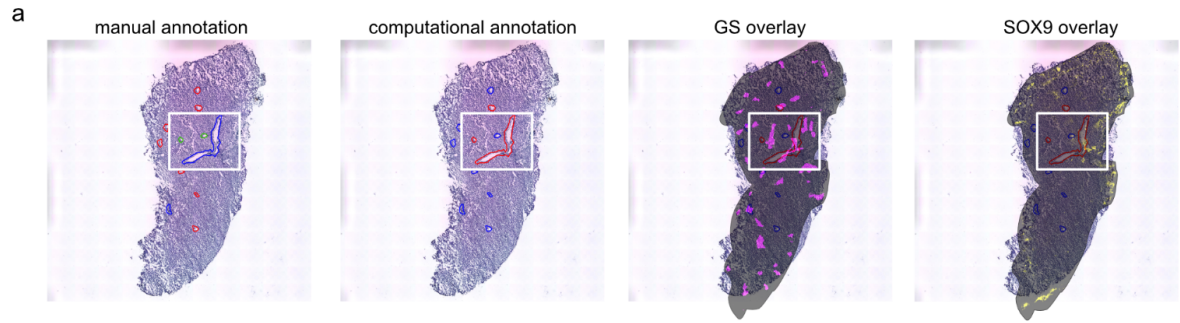 a
manual annotation
computational annotation
GS overlay
SOX9 overlay